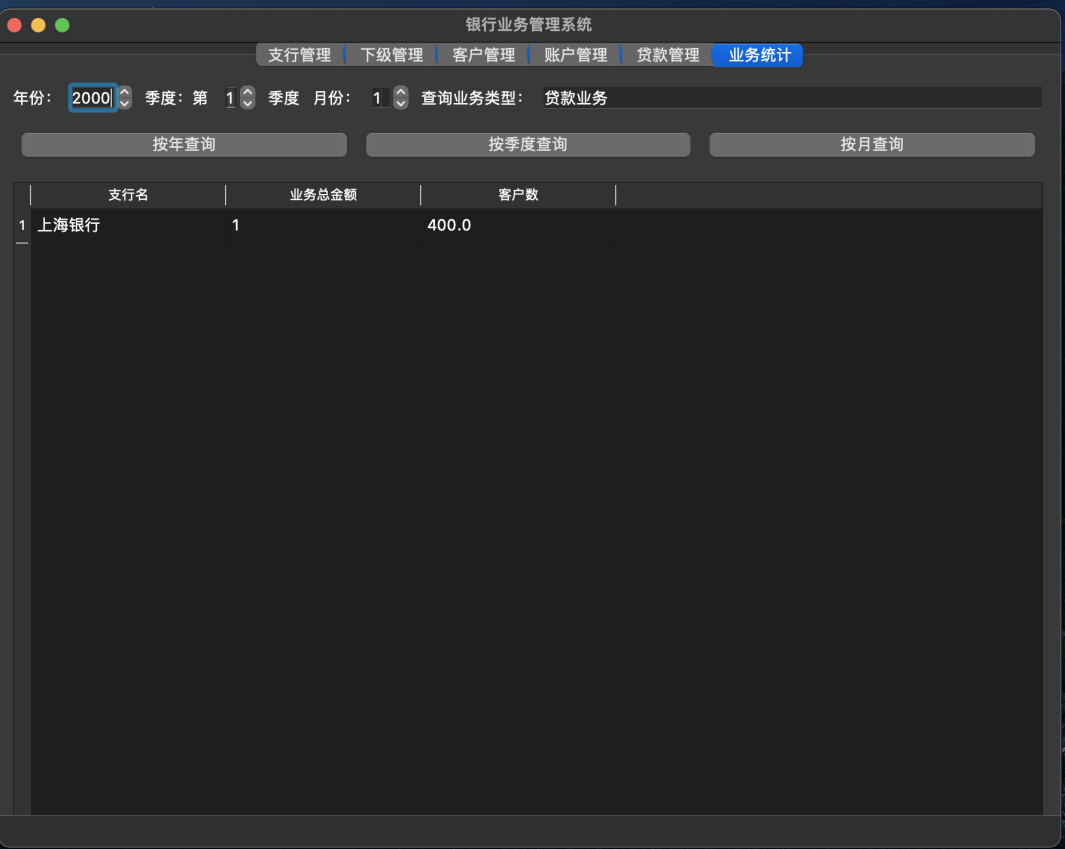 银行业务管理系统
支行管理 下级管理 客户管理 账户管理 贷款管理 业务统计
年份： 2000 季度：第 1 季度 月份： 1 查询业务类型： 贷款业务
按年查询 按季度查询 按月查询
支行名 业务总金额 客户数
1 上海银行 1 400.0